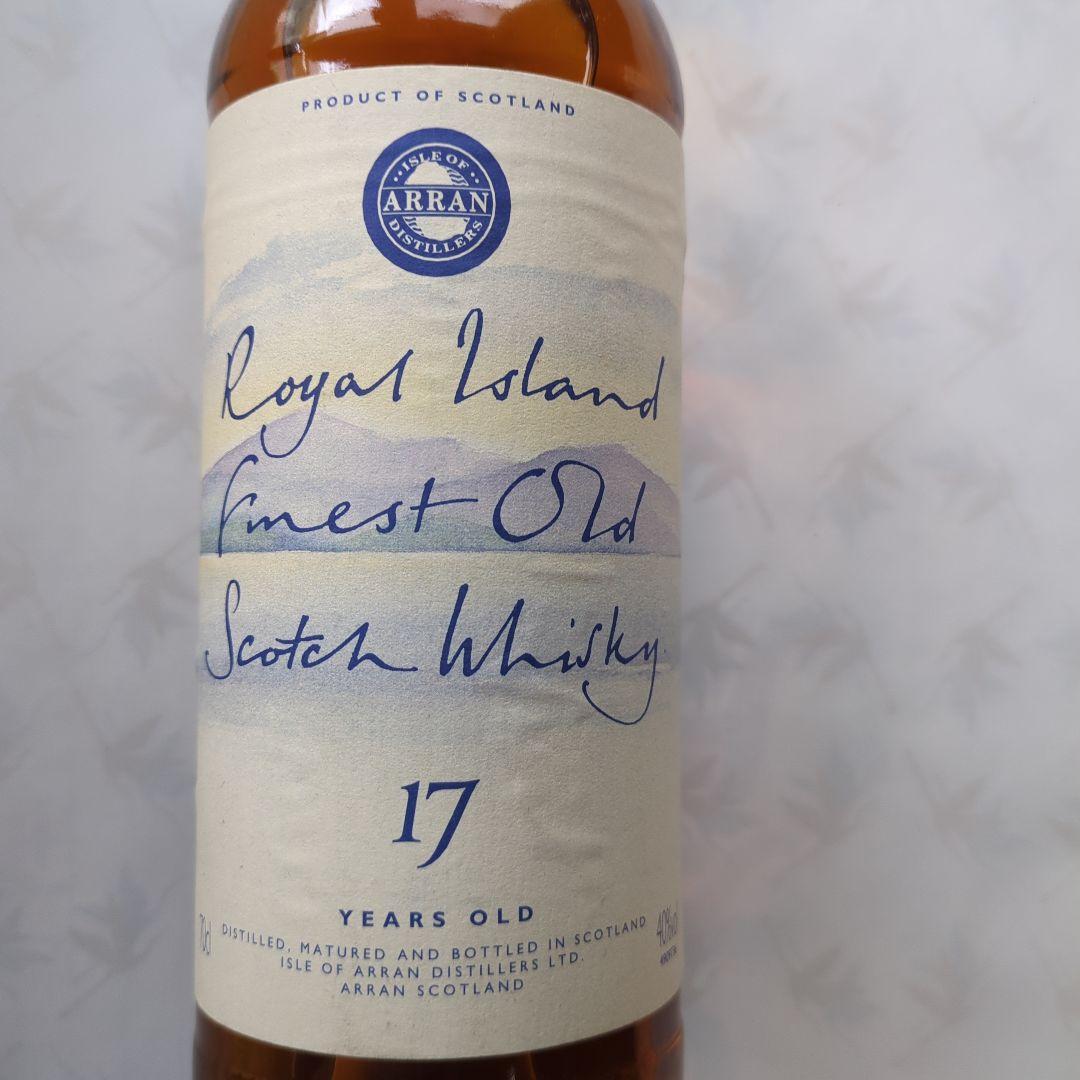 PRODUCT OF SCOTLAND
ISLE OF
ARRAN
DISTILLERS
Royal Island
Finest Old
Scotch Whisky
17
YEARS OLD
70cl
DISTILLED, MATURED AND BOTTLED IN SCOTLAND
40%vol
ISLE OF ARRAN DISTILLERS LTD.
ARRAN SCOTLAND